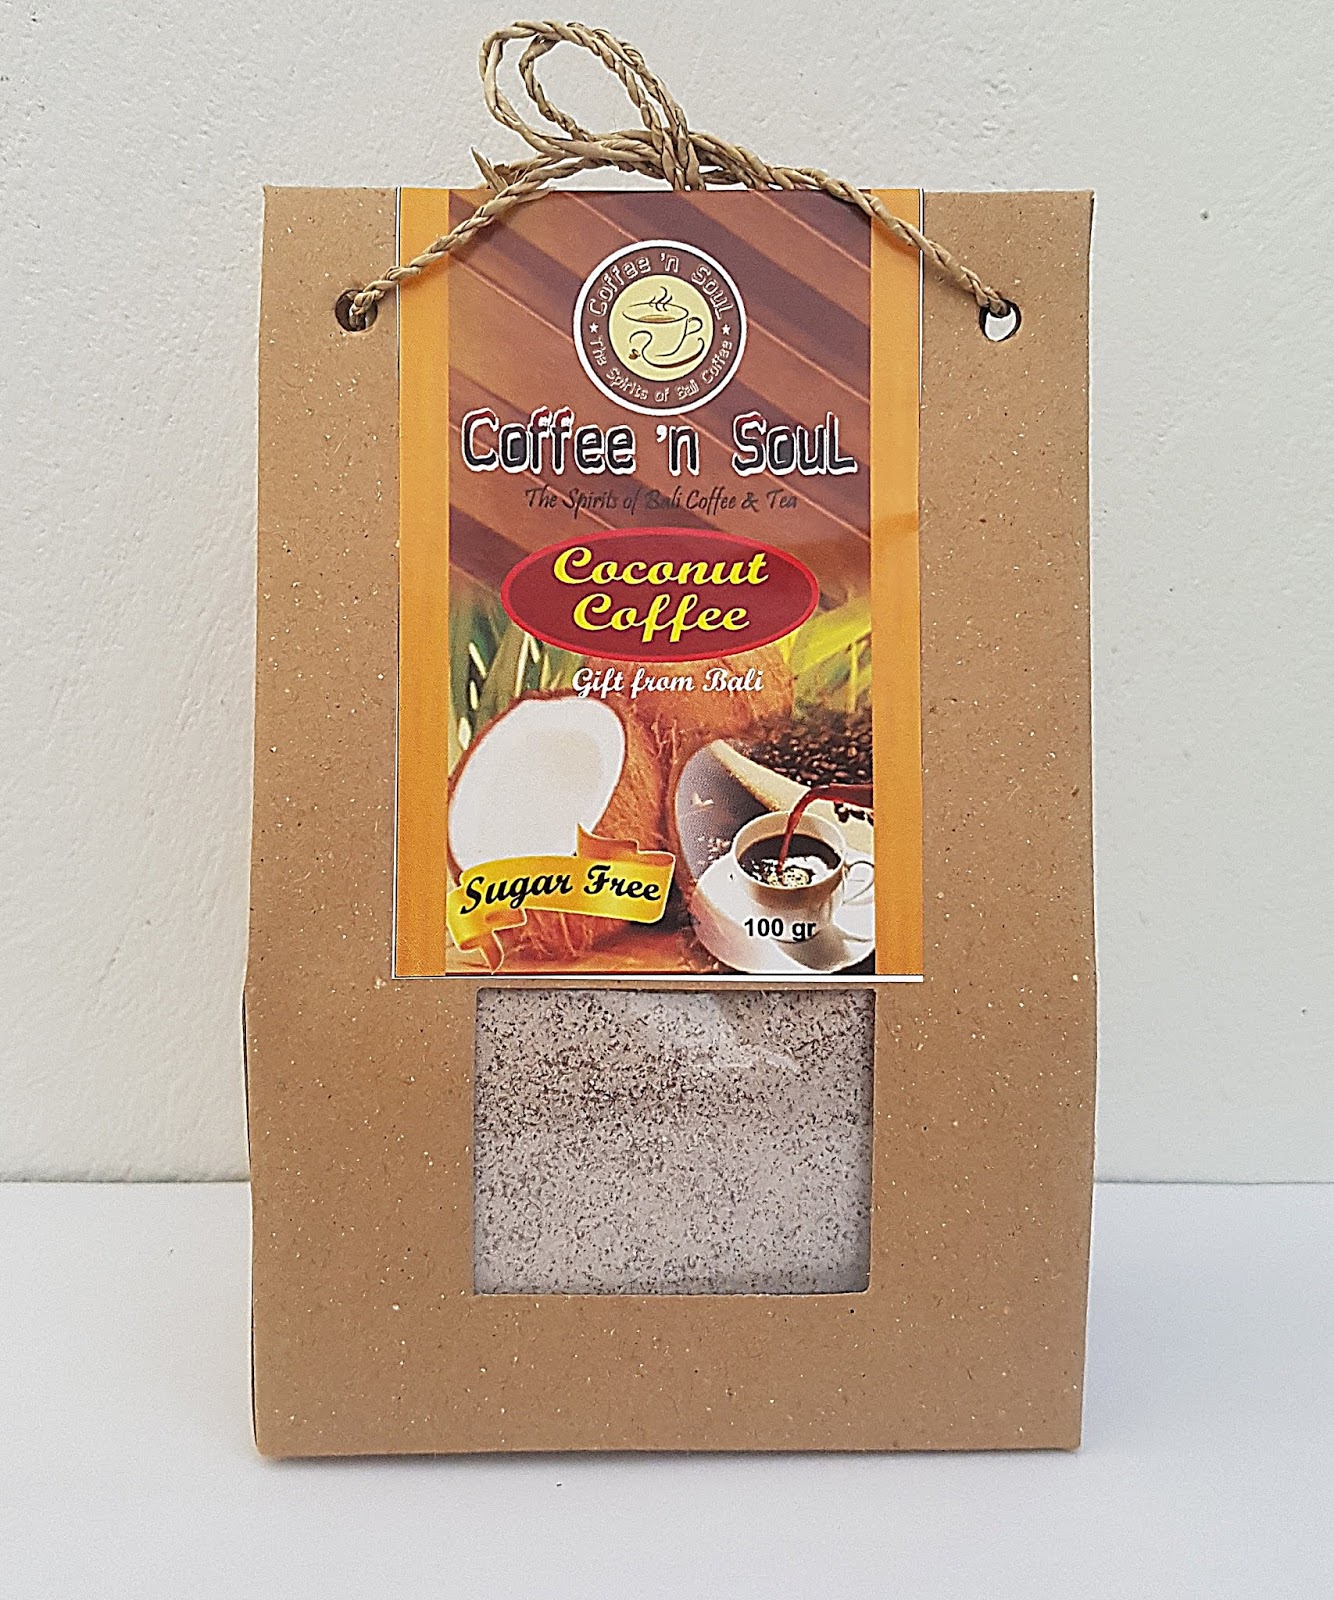 Coffee 'n SouL
★ The Spirits of Bali Coffee ★
Coffee 'n SouL
The Spirits of Bali Coffee & Tea
Coconut
Coffee
Gift from Bali
Sugar Free
100 gr